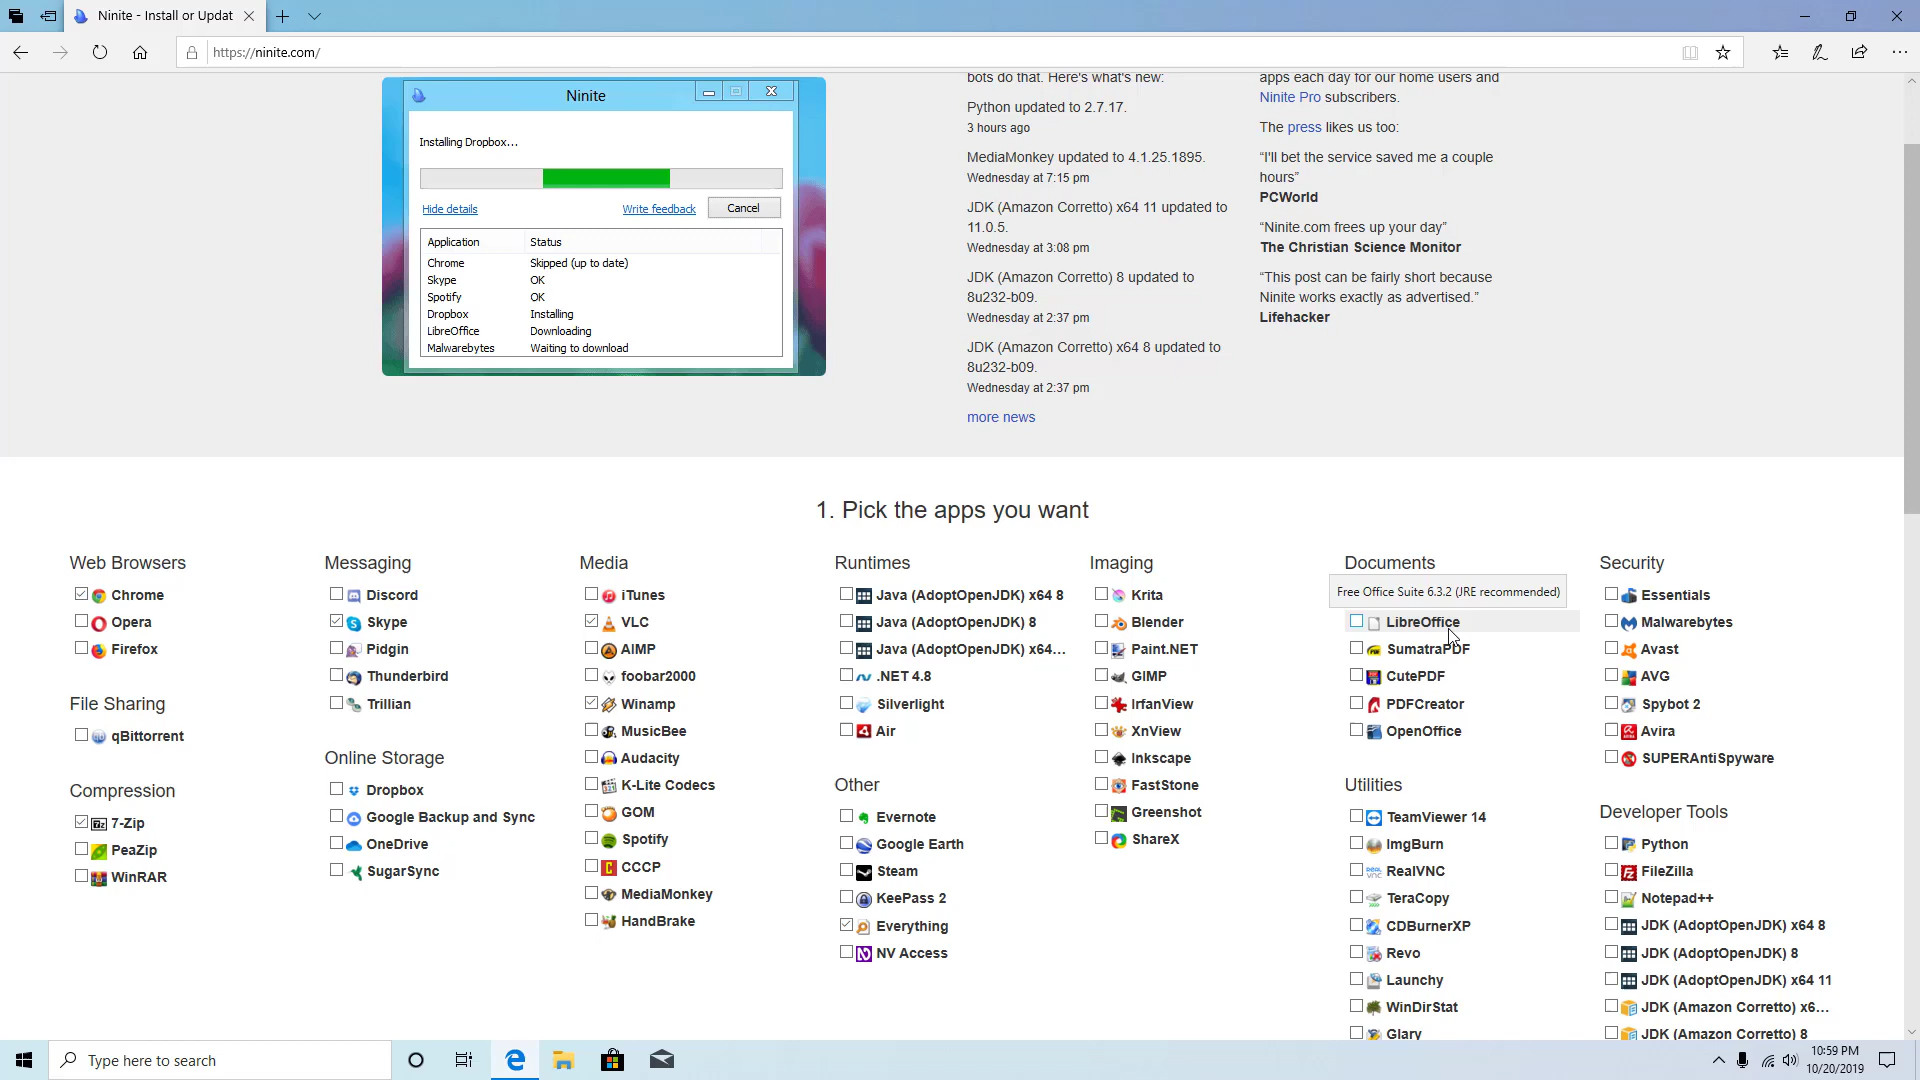 Ninite - Install or Updat
https://ninite.com/
Ninite
Installing Dropbox...
Hide details
Write feedback
Cancel
Application Status
Chrome Skipped (up to date)
Skype OK
Spotify OK
Dropbox Installing
LibreOffice Downloading
Malwarebytes Waiting to download
bots do that. Here's what's new:
Python updated to 2.7.17.
3 hours ago
MediaMonkey updated to 4.1.25.1895.
Wednesday at 7:15 pm
JDK (Amazon Corretto) x64 11 updated to
11.0.5.
Wednesday at 3:08 pm
JDK (Amazon Corretto) 8 updated to
8u232-b09.
Wednesday at 2:37 pm
JDK (Amazon Corretto) x64 8 updated to
8u232-b09.
Wednesday at 2:37 pm
more news
apps each day for our home users and
Ninite Pro subscribers.
The press likes us too:
“I'll bet the service saved me a couple
hours”
PCWorld
“Ninite.com frees up your day”
The Christian Science Monitor
“This post can be fairly short because
Ninite works exactly as advertised.”
Lifehacker
1. Pick the apps you want
Web Browsers
Chrome
Opera
Firefox
File Sharing
qBittorrent
Compression
7-Zip
PeaZip
WinRAR
Messaging
Discord
Skype
Pidgin
Thunderbird
Trillian
Online Storage
Dropbox
Google Backup and Sync
OneDrive
SugarSync
Media
iTunes
VLC
AIMP
foobar2000
Winamp
MusicBee
Audacity
K-Lite Codecs
GOM
Spotify
CCCP
MediaMonkey
HandBrake
Runtimes
Java (AdoptOpenJDK) x64 8
Java (AdoptOpenJDK) 8
Java (AdoptOpenJDK) x64...
.NET 4.8
Silverlight
Air
Other
Evernote
Google Earth
Steam
KeePass 2
Everything
NV Access
Imaging
Krita
Blender
Paint.NET
GIMP
IrfanView
XnView
Inkscape
FastStone
Greenshot
ShareX
Documents
Free Office Suite 6.3.2 (JRE recommended)
LibreOffice
SumatraPDF
CutePDF
PDFCreator
OpenOffice
Utilities
TeamViewer 14
ImgBurn
RealVNC
TeraCopy
CDBurnerXP
Revo
Launchy
WinDirStat
Glary
Security
Essentials
Malwarebytes
Avast
AVG
Spybot 2
Avira
SUPERAntiSpyware
Developer Tools
Python
FileZilla
Notepad++
JDK (AdoptOpenJDK) x64 8
JDK (AdoptOpenJDK) 8
JDK (AdoptOpenJDK) x64 11
JDK (Amazon Corretto) x6...
JDK (Amazon Corretto) 8
Type here to search
10:59 PM
10/20/2019